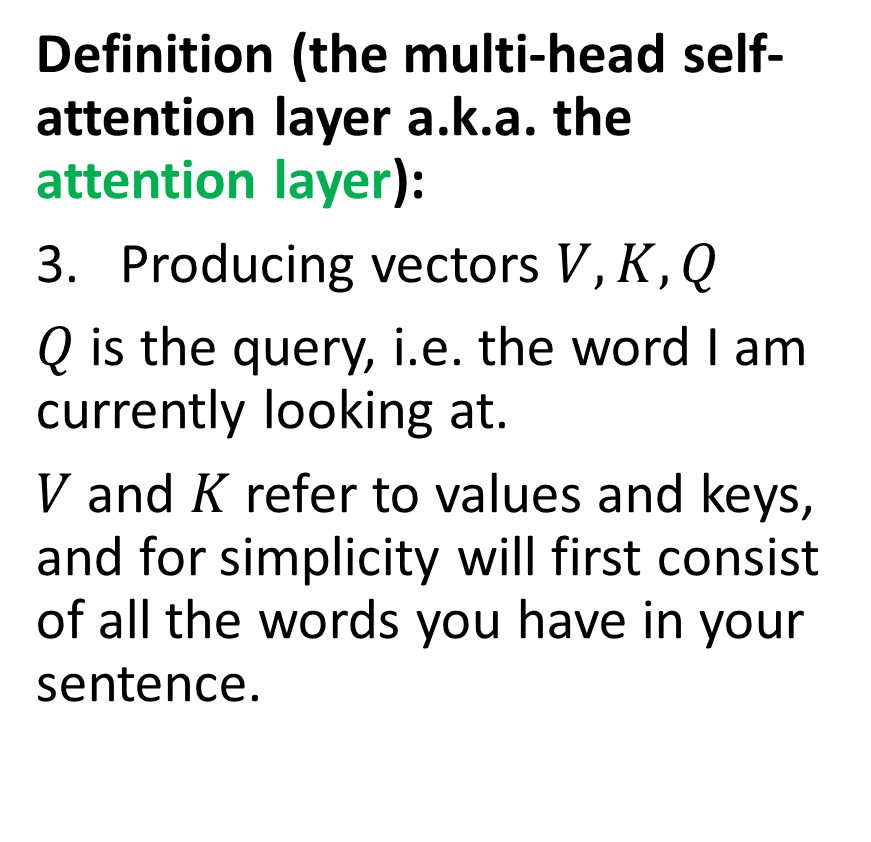 Definition (the multi-head self-
attention layer a.k.a. the
attention layer):
3. Producing vectors V, K, Q
Q is the query, i.e. the word I am
currently looking at.
V and K refer to values and keys,
and for simplicity will first consist
of all the words you have in your
sentence.